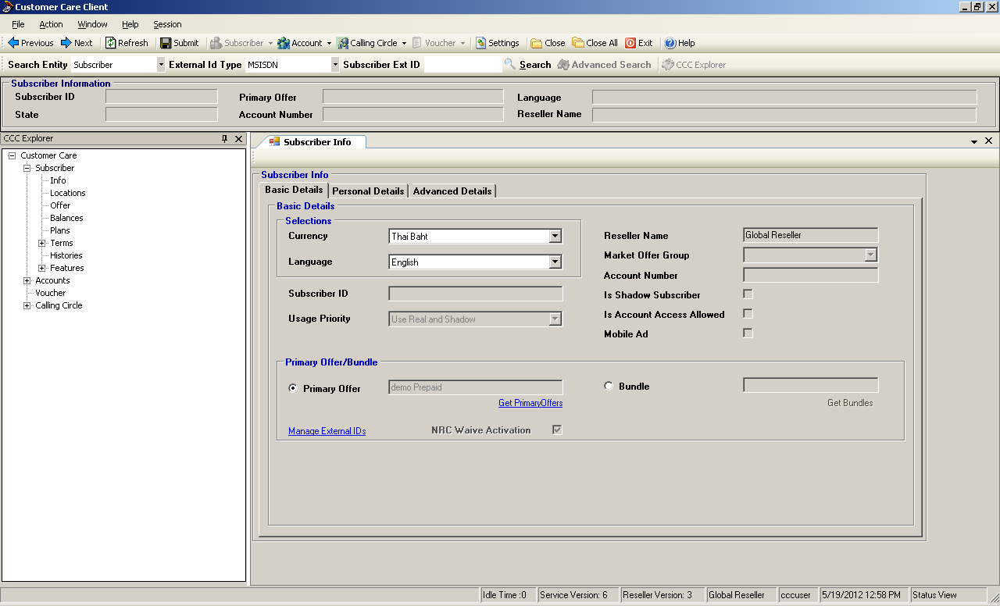 Customer Care Client
File Action Window Help Session
Previous Next Refresh Submit Subscriber Account Calling Circle Voucher Settings Close Close All Exit Help
Search Entity Subscriber External Id Type MSISDN Subscriber Ext ID Search Advanced Search CCC Explorer
Subscriber Information
Subscriber ID Primary Offer Language
State Account Number Reseller Name
CCC Explorer
Customer Care
Subscriber
Info
Locations
Offer
Balances
Plans
Terms
Histories
Features
Accounts
Voucher
Calling Circle
Subscriber Info
Subscriber Info
Basic Details Personal Details Advanced Details
Basic Details
Selections
Currency Thai Baht
Language English
Subscriber ID
Usage Priority Use Real and Shadow
Reseller Name Global Reseller
Market Offer Group
Account Number
Is Shadow Subscriber
Is Account Access Allowed
Mobile Ad
Primary Offer/Bundle
Primary Offer demo Prepaid Bundle
Get PrimaryOffers Get Bundles
Manage External IDs NRC Waive Activation
Idle Time :0 Service Version: 6 Reseller Version: 3 Global Reseller cccuser 5/19/2012 12:58 PM Status View